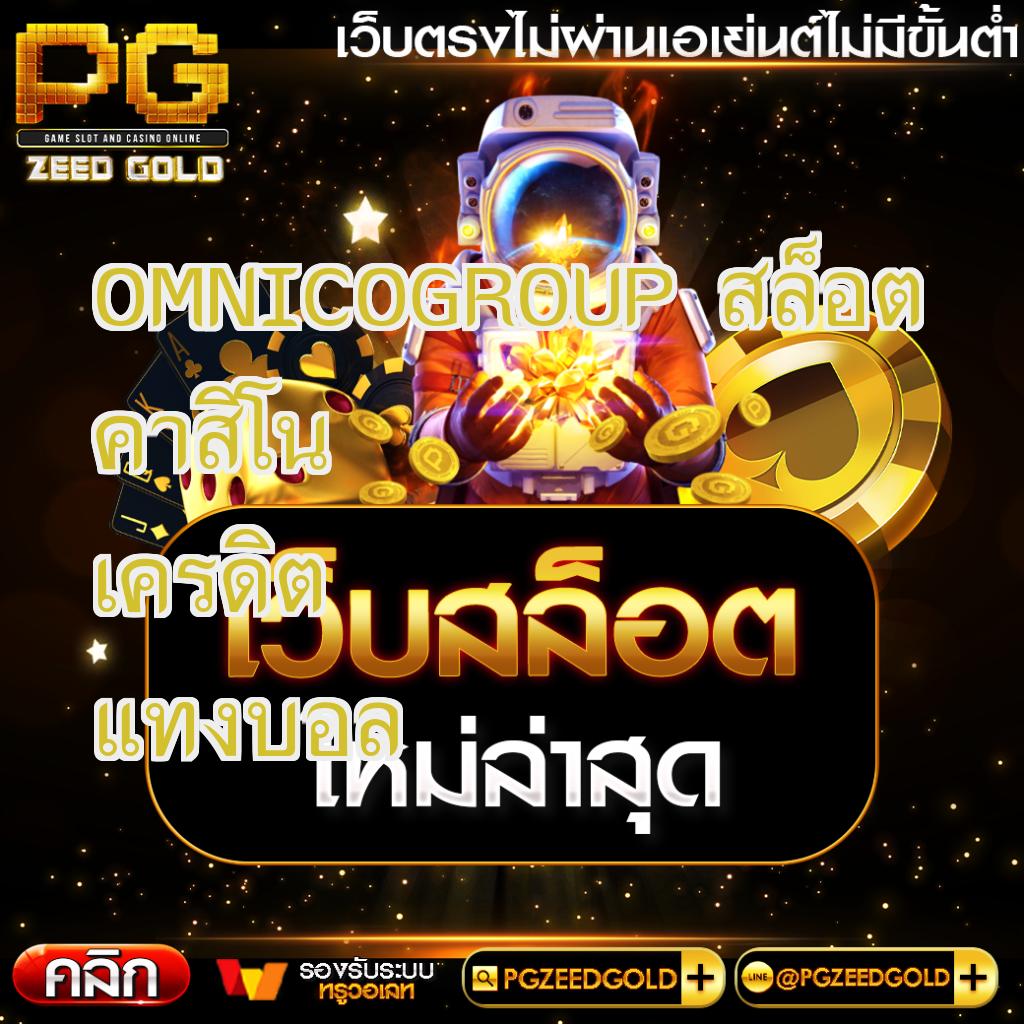 เว็บตรงไม่ผ่านเอเย่นต์ไม่มีขั้นต่ำ
PG
GAME SLOT AND CASINO ONLINE
ZEED GOLD
OMNICOGROUP สล็อต
คาสิโน
เครดิต
เว็บสล็อต
แทงบอล
ใหม่ล่าสุด
คลิก
รองรับระบบ
ทรูวอเลท
PGZEEDGOLD
LINE @PGZEEDGOLD